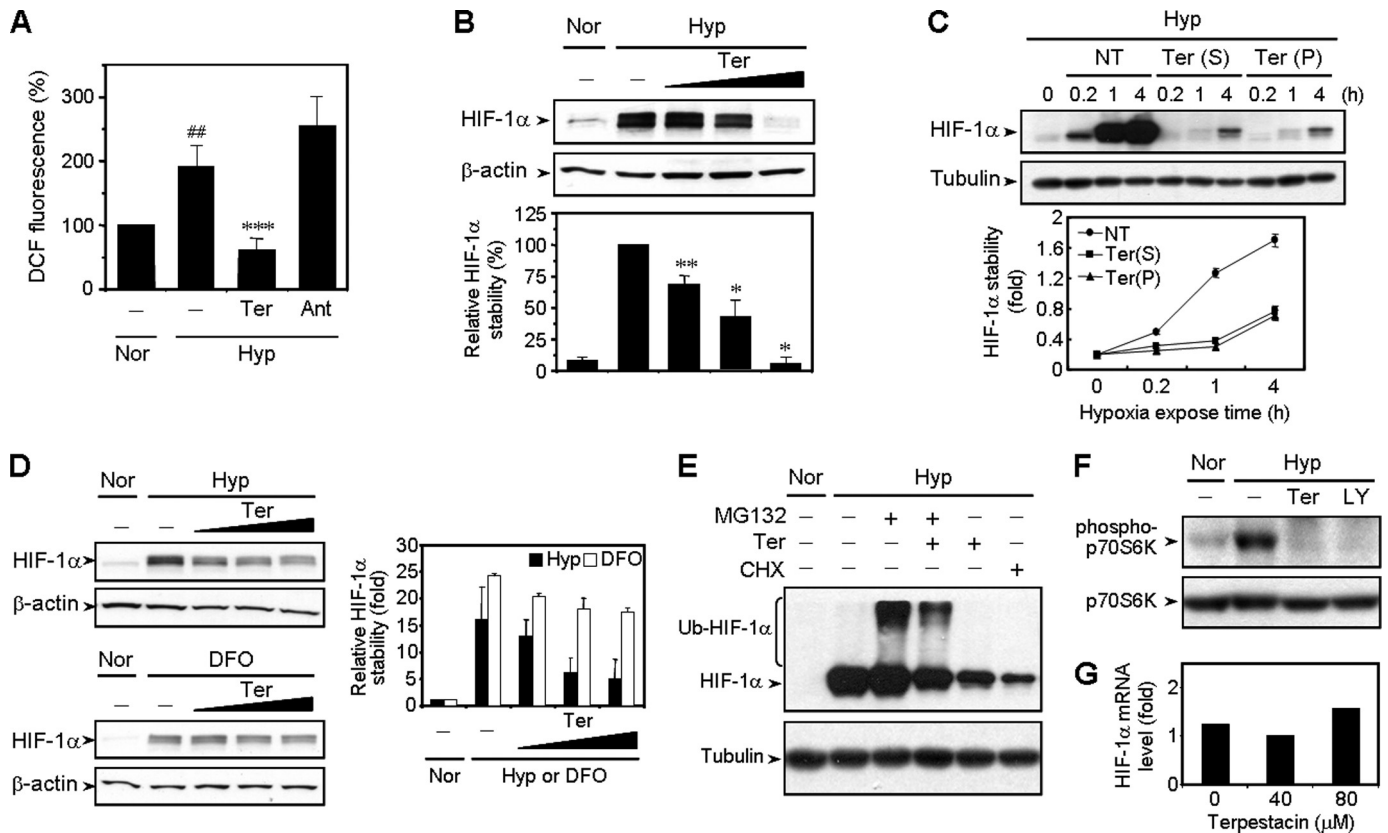 A
DCF fluorescence (%)
300
200
100
0
##
***
– – Ter Ant
Nor Hyp
B
Nor Hyp
Ter
– –
HIF-1α
β-actin
Relative HIF-1α
stability (%)
125
100
75
50
25
0
** * *
C
Hyp
NT Ter (S) Ter (P)
0 0.2 1 4 0.2 1 4 0.2 1 4 (h)
HIF-1α
Tubulin
HIF-1α stability
(fold)
2
1.6
1.2
0.8
0.4
0
NT
Ter(S)
Ter(P)
0 0.2 1 4
Hypoxia expose time (h)
D
Nor Hyp
Ter
– –
HIF-1α
β-actin
Nor DFO
Ter
– –
HIF-1α
β-actin
Relative HIF-1α
stability (fold)
30
25
20
15
10
5
0
Hyp DFO
Ter
– –
Nor Hyp or DFO
E
Nor Hyp
MG132 – – + + – –
Ter – – – + + –
CHX – – – – – +
Ub-HIF-1α
HIF-1α
Tubulin
F
Nor Hyp
– – Ter LY
phospho-
p70S6K
p70S6K
G
HIF-1α mRNA
level (fold)
2
1
0
0 40 80
Terpestacin (μM)